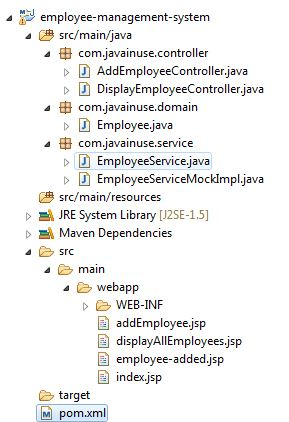 employee-management-system
src/main/java
com.javainuse.controller
AddEmployeeController.java
DisplayEmployeeController.java
com.javainuse.domain
Employee.java
com.javainuse.service
EmployeeService.java
EmployeeServiceMockImpl.java
src/main/resources
JRE System Library [J2SE-1.5]
Maven Dependencies
src
main
webapp
WEB-INF
addEmployee.jsp
displayAllEmployees.jsp
employee-added.jsp
index.jsp
target
pom.xml